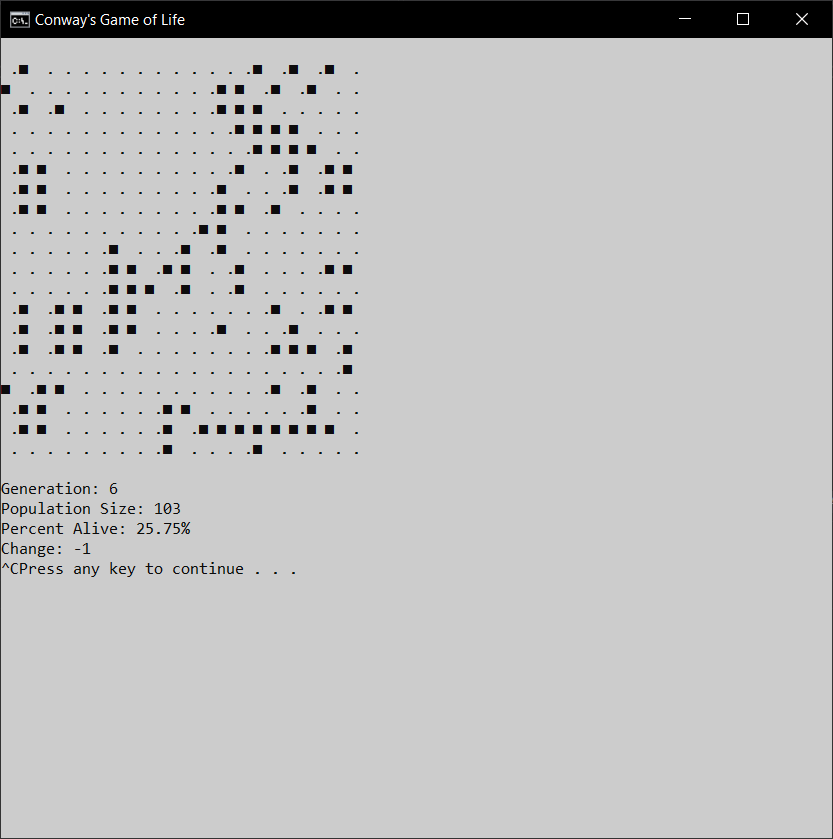 Conway's Game of Life
Generation: 6
Population Size: 103
Percent Alive: 25.75%
Change: -1
^CPress any key to continue . . .